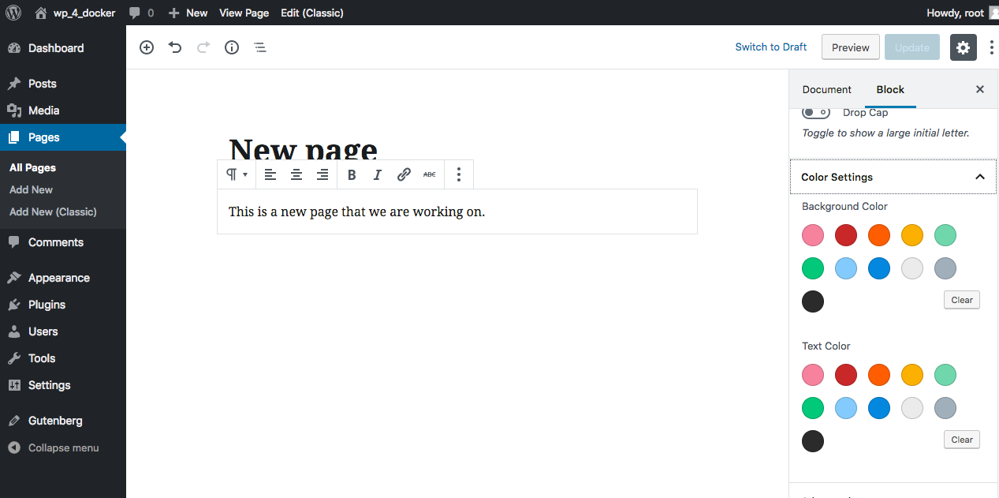 wp_4_docker 0 New View Page Edit (Classic) Howdy, root
Dashboard
Posts
Media
Pages
All Pages
Add New
Add New (Classic)
Comments
Appearance
Plugins
Users
Tools
Settings
Gutenberg
Collapse menu
Switch to Draft Preview Update
New page
B I ABC
This is a new page that we are working on.
Document Block
Drop Cap
Toggle to show a large initial letter.
Color Settings
Background Color
Clear
Text Color
Clear